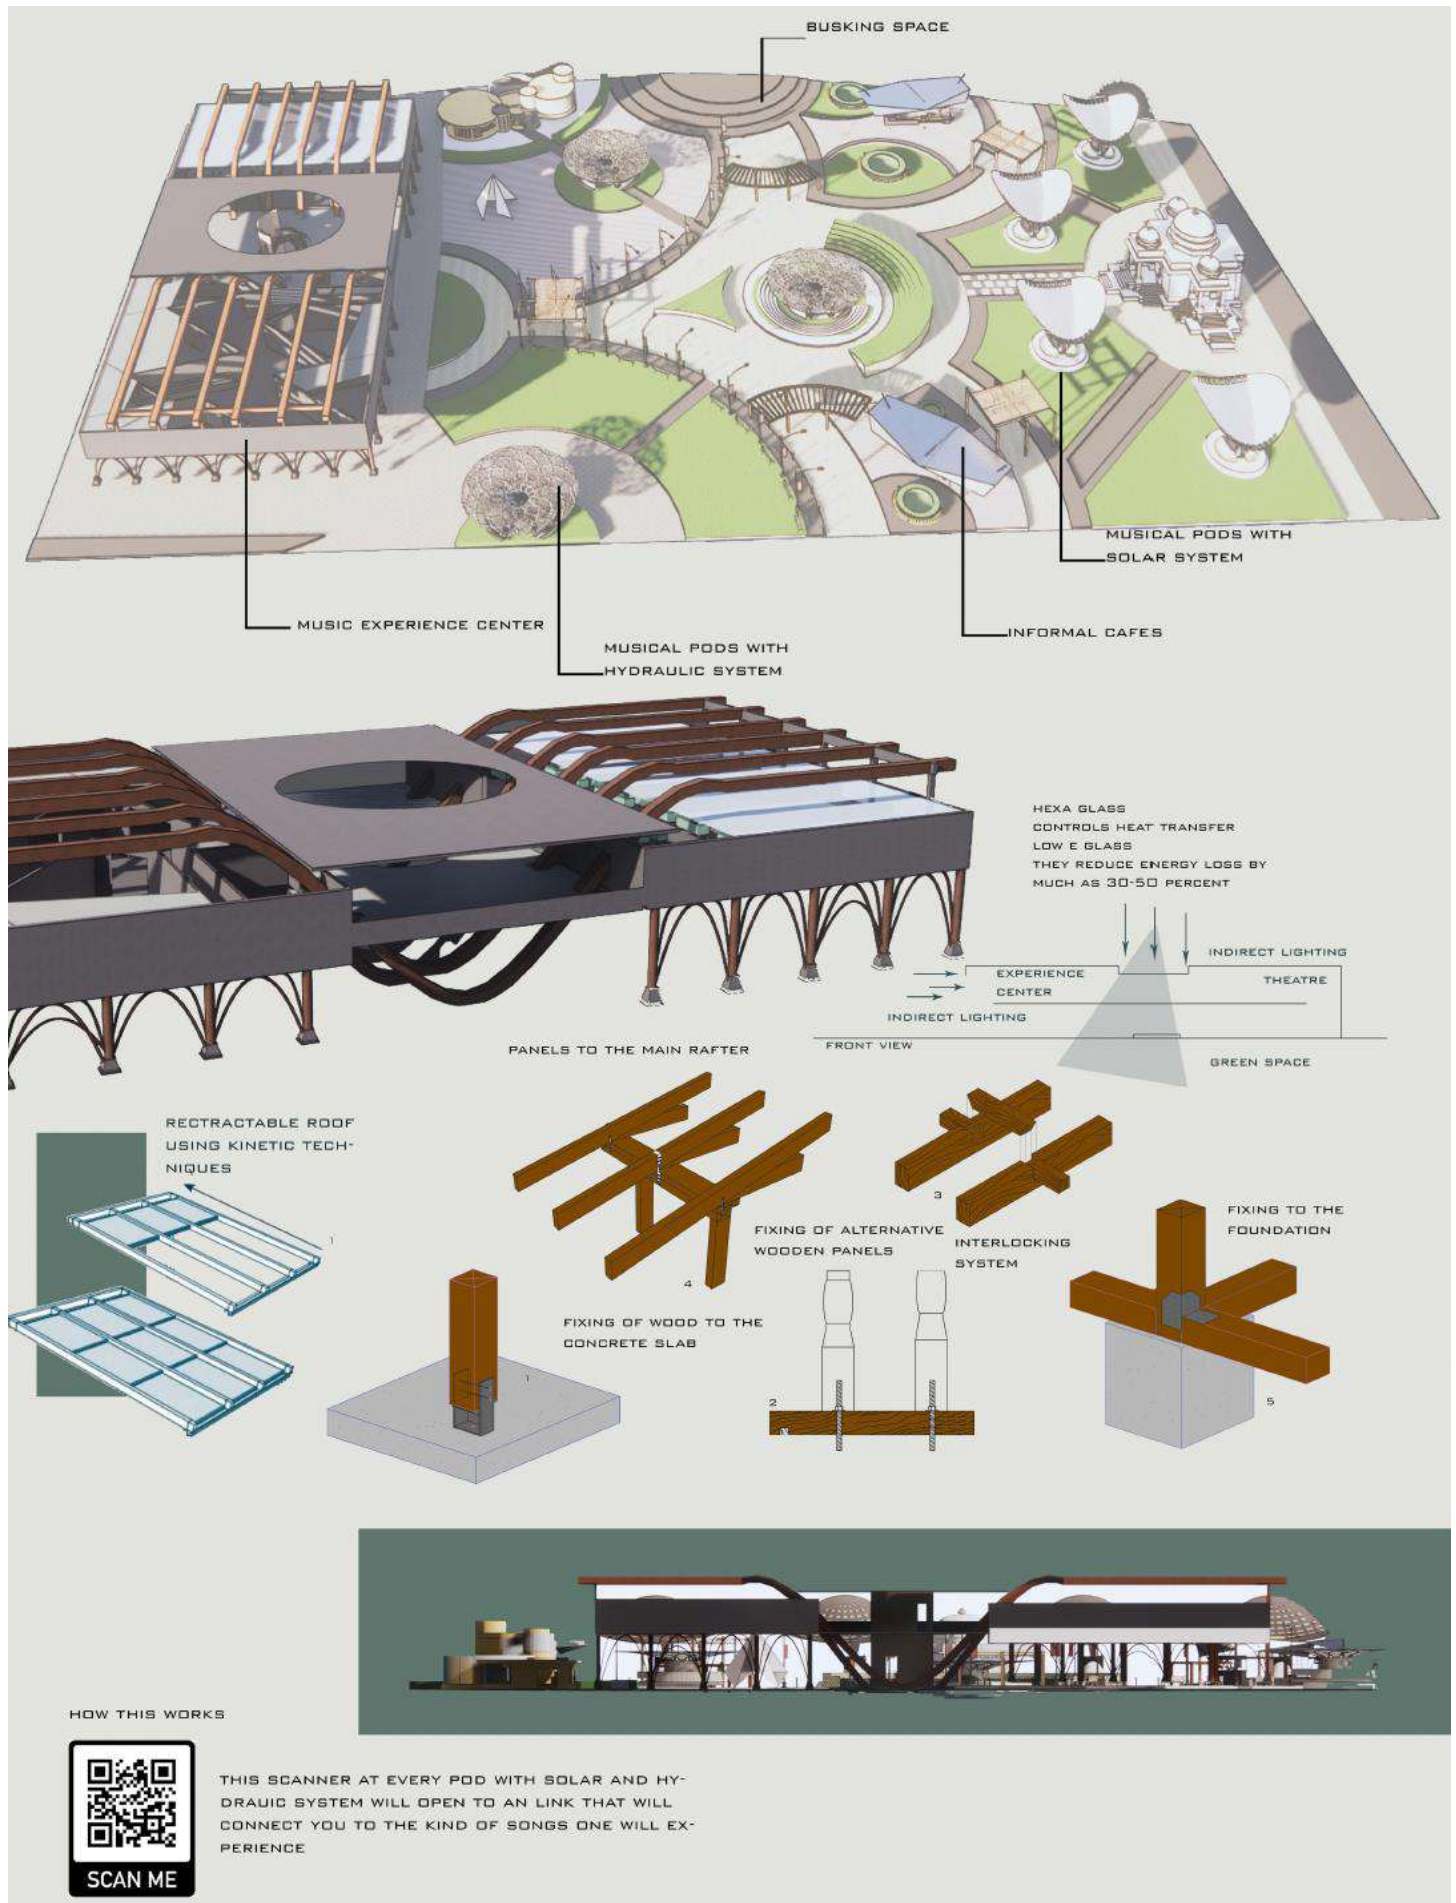 BUSKING SPACE
MUSICAL PODS WITH
SOLAR SYSTEM
MUSIC EXPERIENCE CENTER
INFORMAL CAFES
MUSICAL PODS WITH
HYDRAULIC SYSTEM
HEXA GLASS
CONTROLS HEAT TRANSFER
LOW E GLASS
THEY REDUCE ENERGY LOSS BY
MUCH AS 30-50 PERCENT
INDIRECT LIGHTING
EXPERIENCE
CENTER
THEATRE
INDIRECT LIGHTING
FRONT VIEW
GREEN SPACE
PANELS TO THE MAIN RAFTER
RECTRACTABLE ROOF
USING KINETIC TECH-
NIQUES
1
4
3
FIXING OF ALTERNATIVE
WOODEN PANELS
INTERLOCKING
SYSTEM
FIXING TO THE
FOUNDATION
FIXING OF WOOD TO THE
CONCRETE SLAB
1
2
5
HOW THIS WORKS
THIS SCANNER AT EVERY POD WITH SOLAR AND HY-
DRAUIC SYSTEM WILL OPEN TO AN LINK THAT WILL
CONNECT YOU TO THE KIND OF SONGS ONE WILL EX-
PERIENCE
SCAN ME